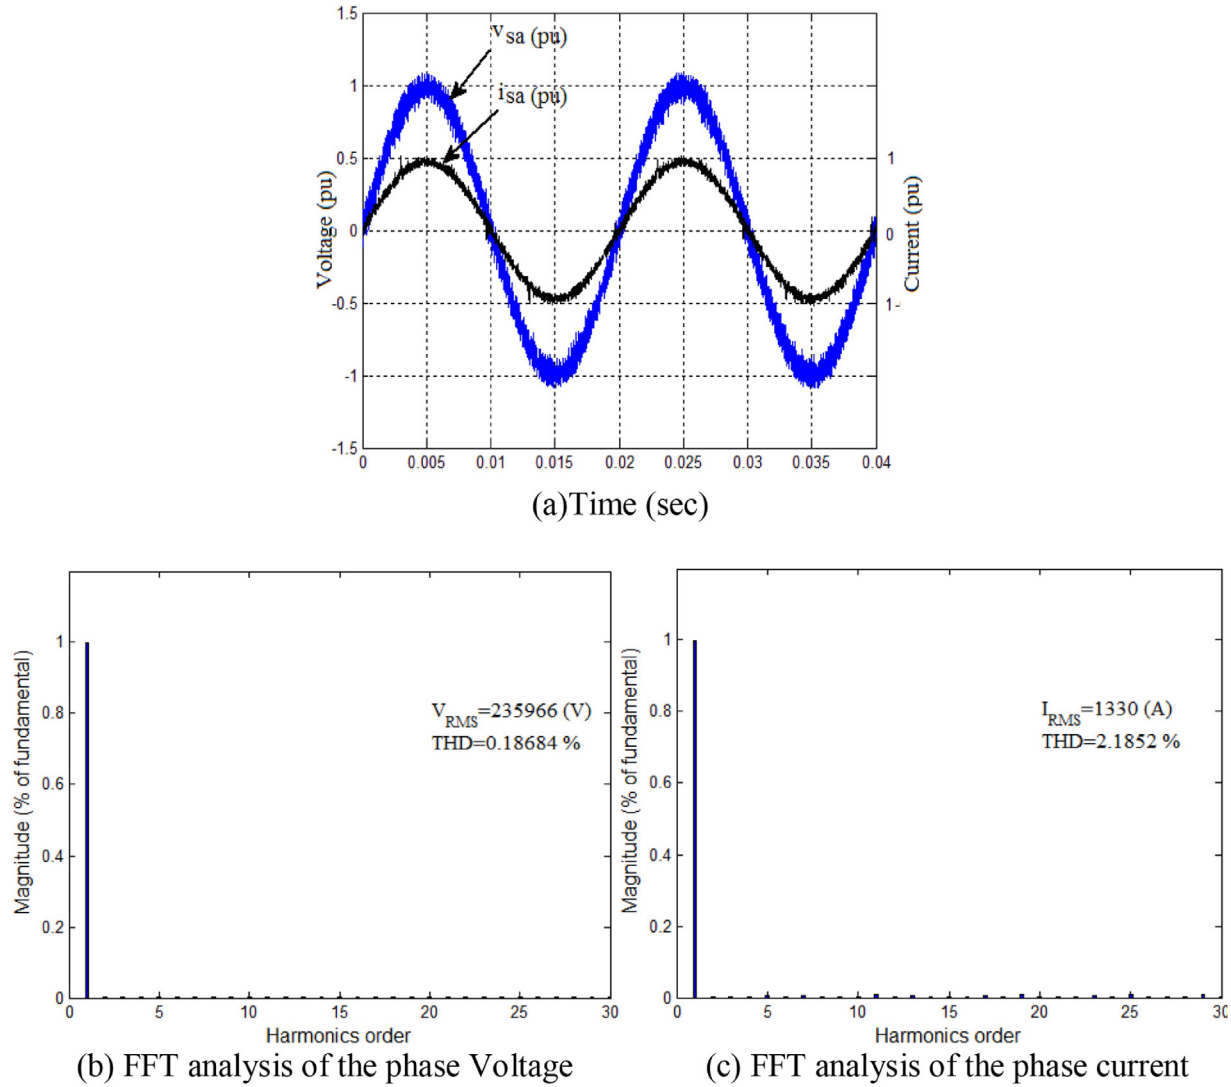 1.5
v_sa (pu)
1
i_sa (pu)
0.5
1
Voltage (pu)
0
0
Current (pu)
-0.5
1-
-1
-1.5
0 0.005 0.01 0.015 0.02 0.025 0.03 0.035 0.04
(a)Time (sec)
1
0.8
0.6
0.4
0.2
0
Magnitude (% of fundamental)
V_RMS=235966 (V)
THD=0.18684 %
0 5 10 15 20 25 30
Harmonics order
(b) FFT analysis of the phase Voltage
1
0.8
0.6
0.4
0.2
0
Magnitude (% of fundamental)
I_RMS=1330 (A)
THD=2.1852 %
0 5 10 15 20 25 30
Harmonics order
(c) FFT analysis of the phase current